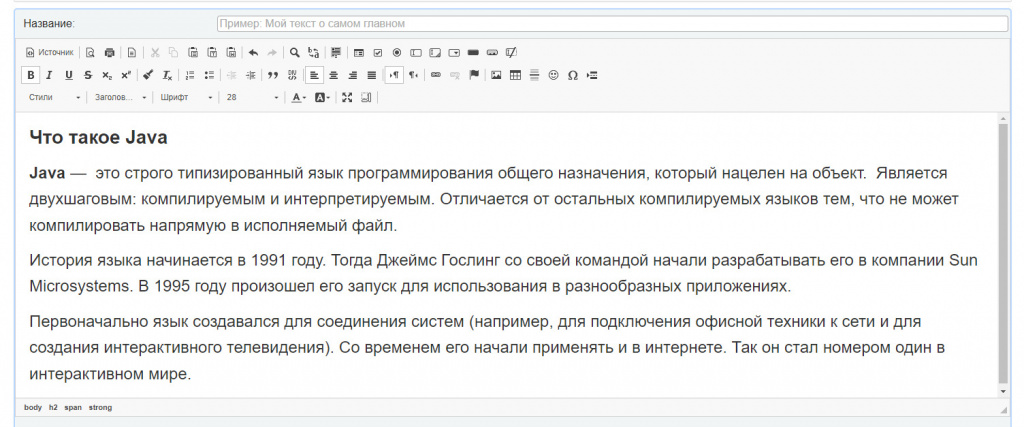 Название: Пример: Мой текст о самом главном
Источник
B I U S x₂ x² Tx
Стили Заголов... Шрифт 28 A A
Что такое Java
Java — это строго типизированный язык программирования общего назначения, который нацелен на объект. Является
двухшаговым: компилируемым и интерпретируемым. Отличается от остальных компилируемых языков тем, что не может
компилировать напрямую в исполняемый файл.
История языка начинается в 1991 году. Тогда Джеймс Гослинг со своей командой начали разрабатывать его в компании Sun
Microsystems. В 1995 году произошел его запуск для использования в разнообразных приложениях.
Первоначально язык создавался для соединения систем (например, для подключения офисной техники к сети и для
создания интерактивного телевидения). Со временем его начали применять и в интернете. Так он стал номером один в
интерактивном мире.
body h2 span strong